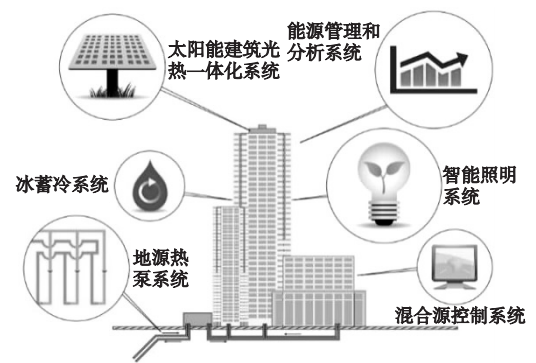 太阳能建筑光
热一体化系统
能源管理和
分析系统
冰蓄冷系统
智能照明
系统
地源热
泵系统
混合源控制系统